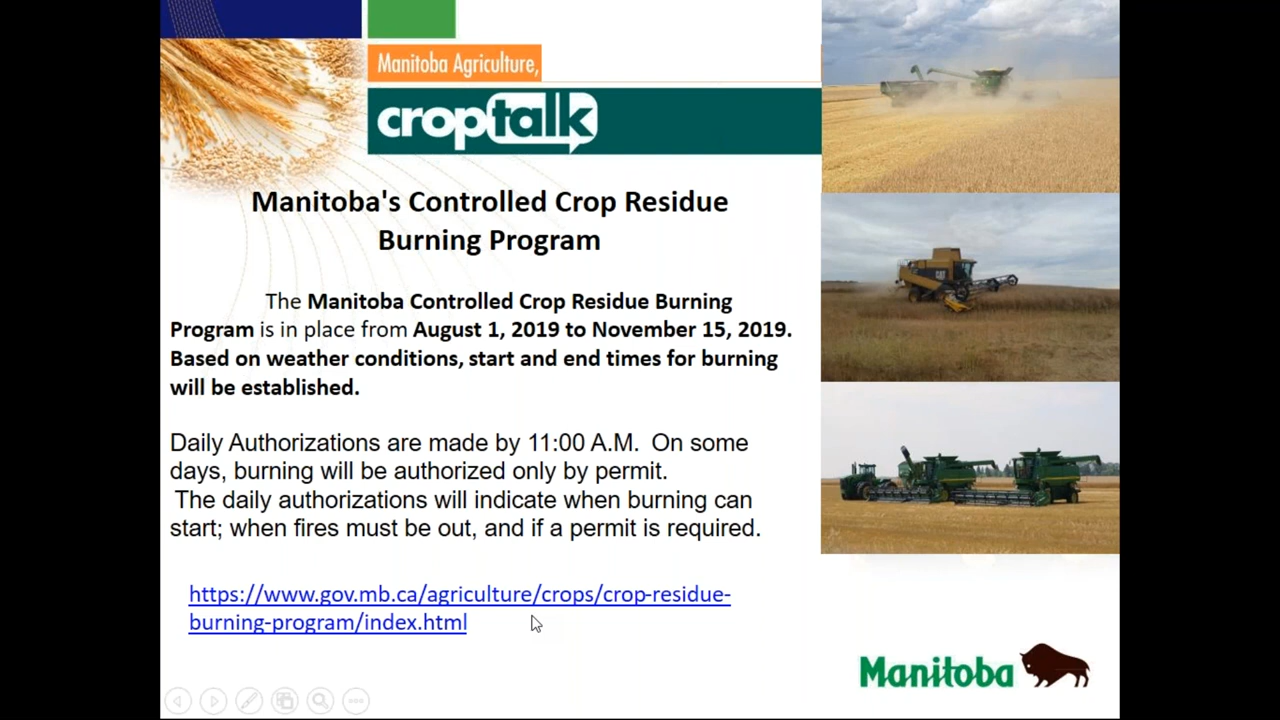 Manitoba Agriculture,
croptalk
Manitoba's Controlled Crop Residue
Burning Program
The Manitoba Controlled Crop Residue Burning
Program is in place from August 1, 2019 to November 15, 2019.
Based on weather conditions, start and end times for burning
will be established.
Daily Authorizations are made by 11:00 A.M. On some
days, burning will be authorized only by permit.
The daily authorizations will indicate when burning can
start; when fires must be out, and if a permit is required.
https://www.gov.mb.ca/agriculture/crops/crop-residue-
burning-program/index.html
Manitoba